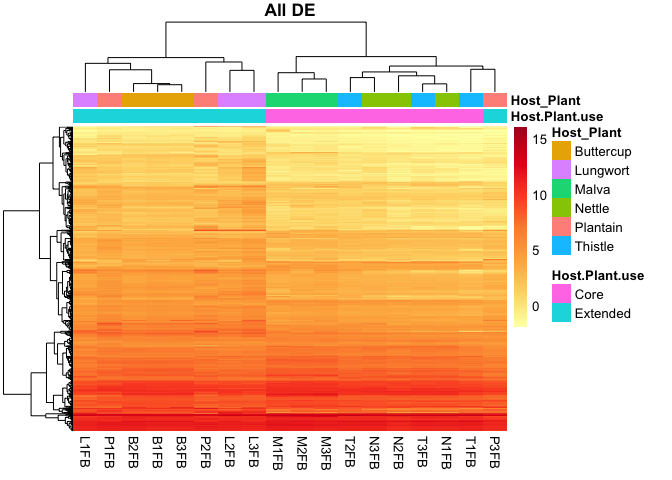 All DE
Host_Plant
Host.Plant.use
15
10
5
0
Host_Plant
Buttercup
Lungwort
Malva
Nettle
Plantain
Thistle
Host.Plant.use
Core
Extended
L1FB
P1FB
B2FB
B1FB
B3FB
P2FB
L2FB
L3FB
M1FB
M2FB
M3FB
T2FB
N3FB
N2FB
T3FB
N1FB
T1FB
P3FB